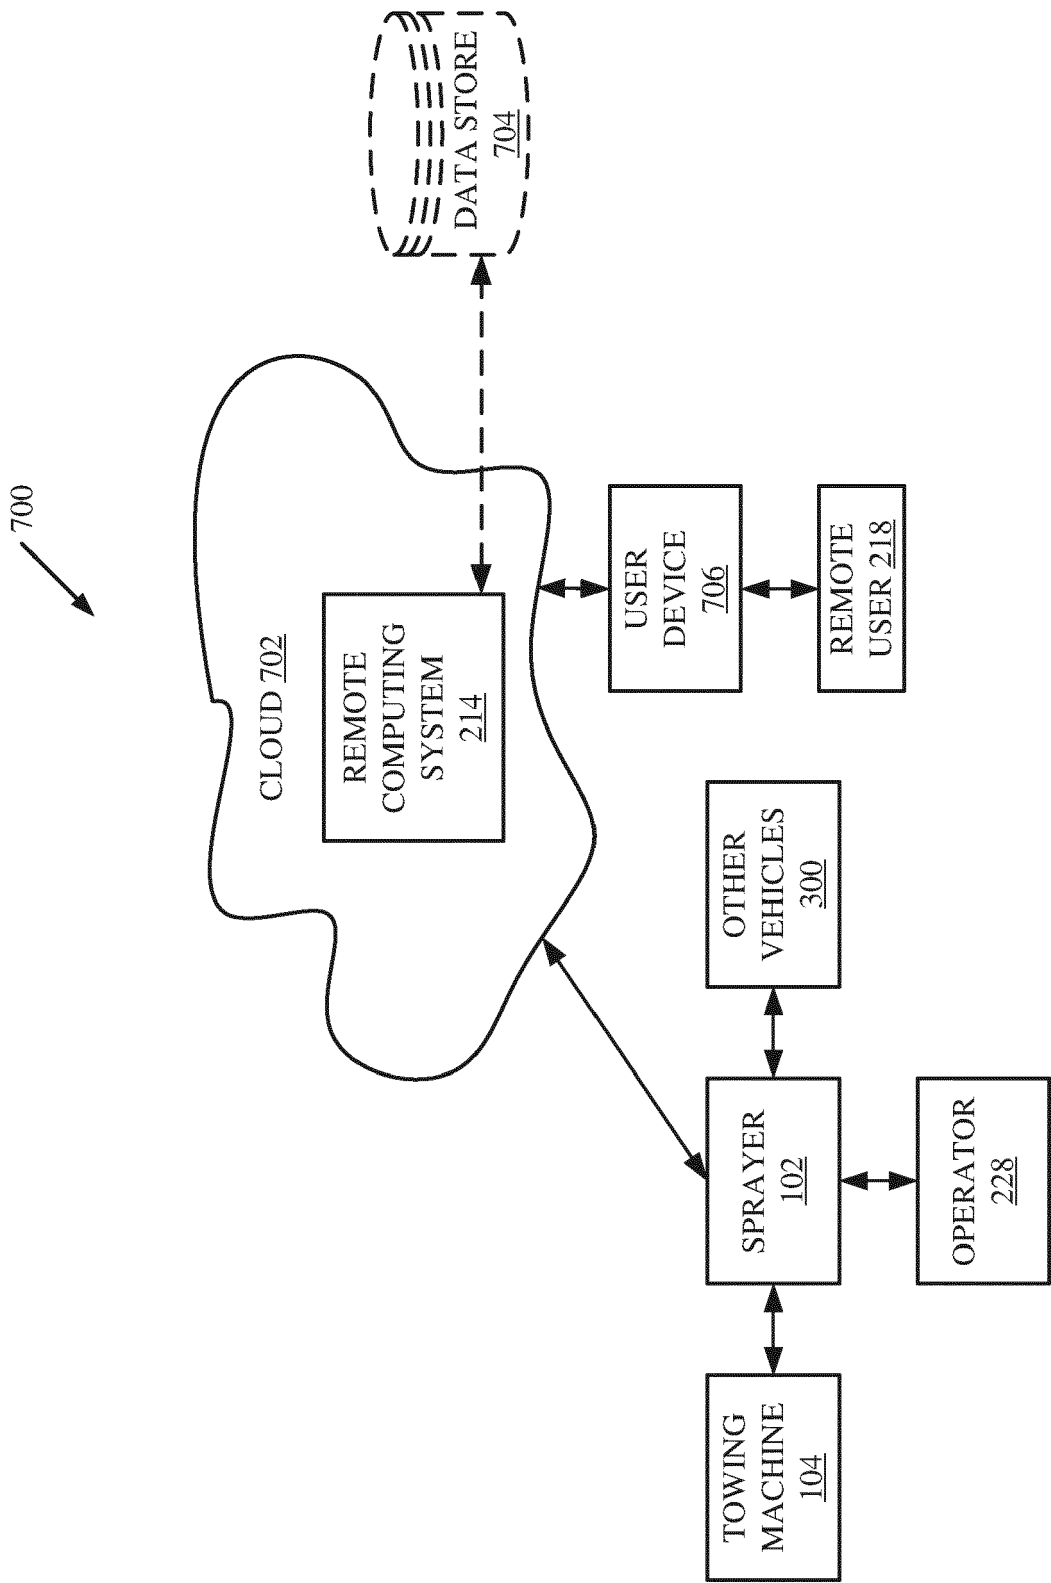 700
CLOUD 702
REMOTE
COMPUTING
SYSTEM
214
DATA STORE
704
USER
DEVICE
706
REMOTE
USER 218
TOWING
MACHINE
104
SPRAYER
102
OTHER
VEHICLES
300
OPERATOR
228